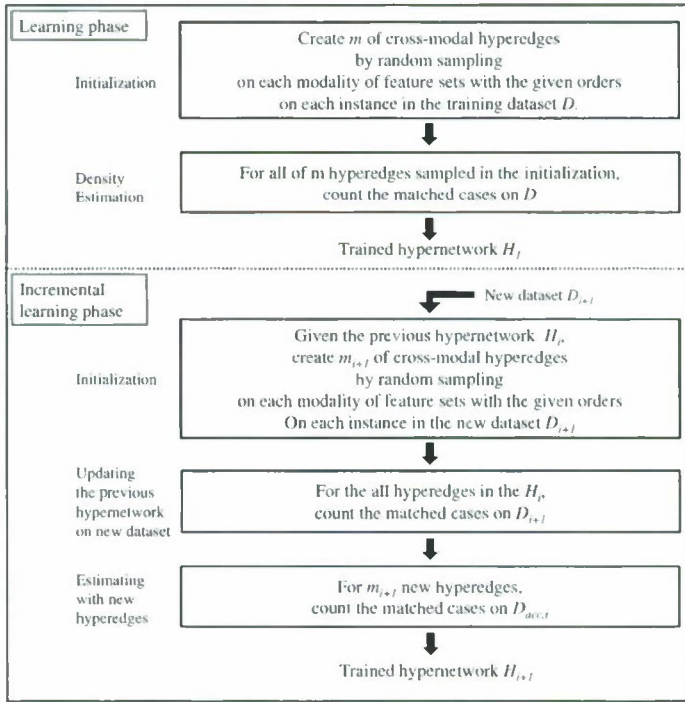 Learning phase
Initialization
Create m of cross-modal hyperedges
by random sampling
on each modality of feature sets with the given orders
on each instance in the training dataset D.
Density
Estimation
For all of m hyperedges sampled in the initialization,
count the matched cases on D
Trained hypernetwork H1
Incremental
learning phase
New dataset Di+1
Initialization
Given the previous hypernetwork Hi,
create mi+1 of cross-modal hyperedges
by random sampling
on each modality of feature sets with the given orders
On each instance in the new dataset Di+1
Updating
the previous
hypernetwork
on new dataset
For the all hyperedges in the Hi,
count the matched cases on Di+1
Estimating
with new
hyperedges
For mi+1 new hyperedges,
count the matched cases on
Trained hypernetwork Hi+1